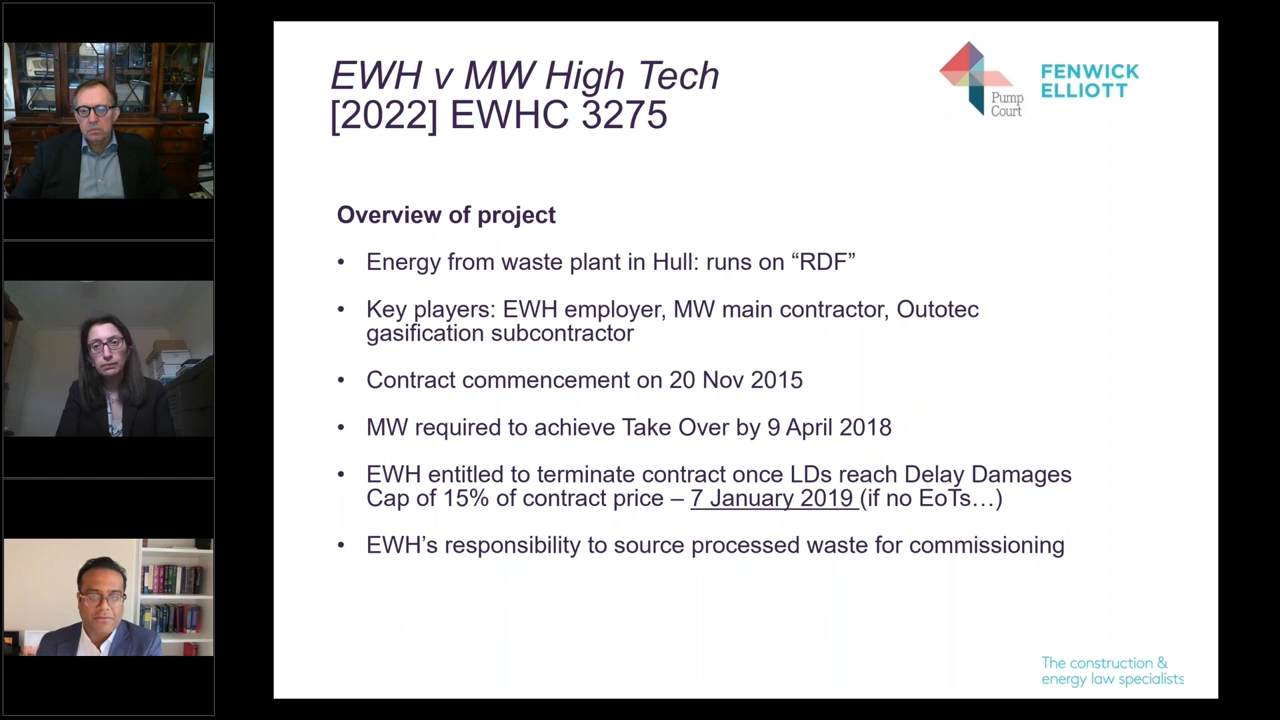 EWH v MW High Tech
[2022] EWHC 3275
Pump
Court
FENWICK
ELLIOTT
Overview of project
• Energy from waste plant in Hull: runs on “RDF”
• Key players: EWH employer, MW main contractor, Outotec
gasification subcontractor
• Contract commencement on 20 Nov 2015
• MW required to achieve Take Over by 9 April 2018
• EWH entitled to terminate contract once LDs reach Delay Damages
Cap of 15% of contract price – 7 January 2019 (if no EoTs…)
• EWH’s responsibility to source processed waste for commissioning
The construction &
energy law specialists